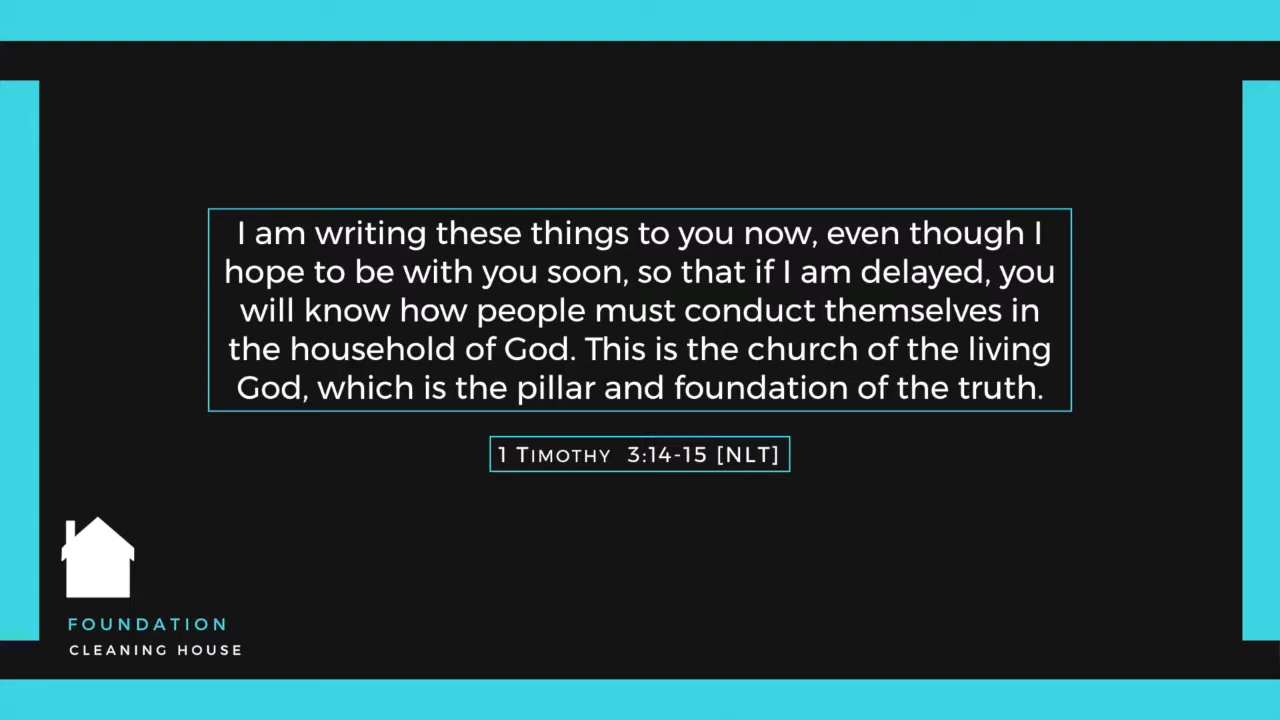 I am writing these things to you now, even though I
hope to be with you soon, so that if I am delayed, you
will know how people must conduct themselves in
the household of God. This is the church of the living
God, which is the pillar and foundation of the truth.
1 Timothy 3:14-15 [NLT]
FOUNDATION
CLEANING HOUSE